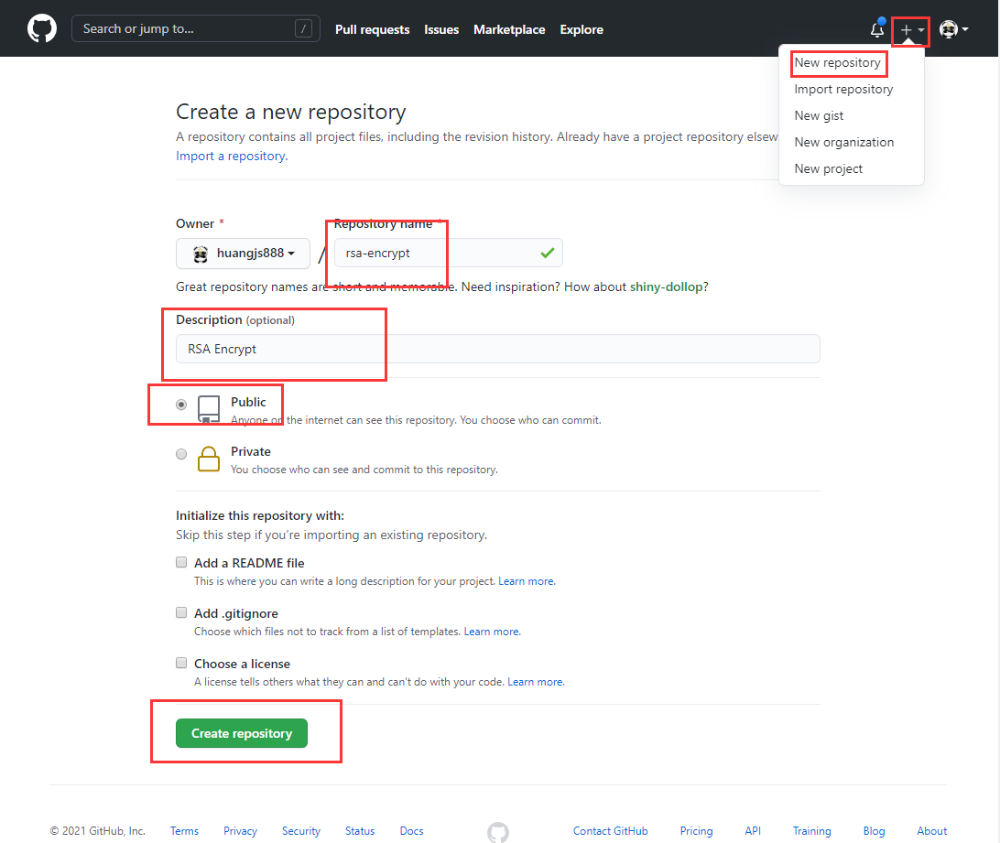 Search or jump to...
/
Pull requests
Issues
Marketplace
Explore
New repository
Import repository
New gist
New organization
New project
Create a new repository
A repository contains all project files, including the revision history. Already have a project repository elsew
Import a repository.
Owner *
Repository name *
huangjs888
/
rsa-encrypt
Great repository names are short and memorable. Need inspiration? How about shiny-dollop?
Description (optional)
RSA Encrypt
Public
Anyone on the internet can see this repository. You choose who can commit.
Private
You choose who can see and commit to this repository.
Initialize this repository with:
Skip this step if you’re importing an existing repository.
Add a README file
This is where you can write a long description for your project. Learn more.
Add .gitignore
Choose which files not to track from a list of templates. Learn more.
Choose a license
A license tells others what they can and can't do with your code. Learn more.
Create repository
© 2021 GitHub, Inc.
Terms
Privacy
Security
Status
Docs
Contact GitHub
Pricing
API
Training
Blog
About